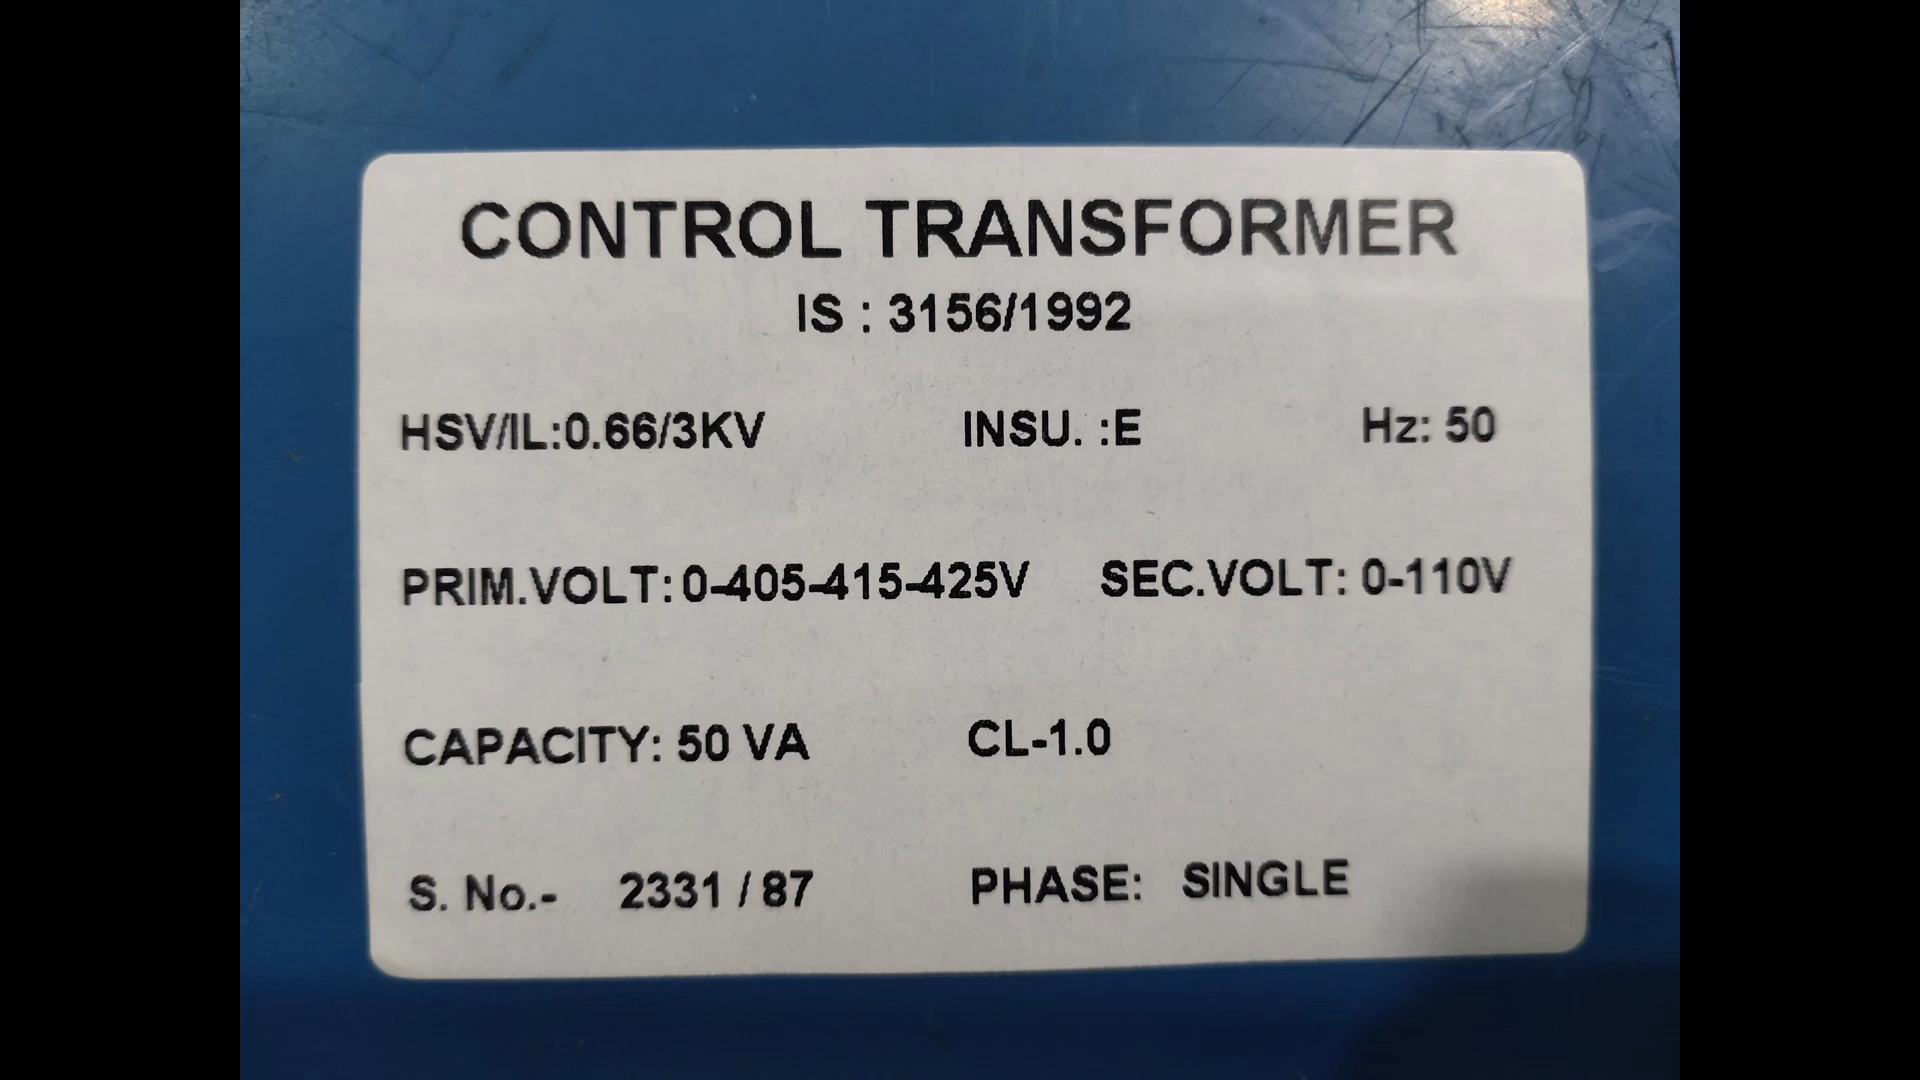 CONTROL TRANSFORMER
IS : 3156/1992
HSV/IL:0.66/3KV INSU. :E Hz: 50
PRIM.VOLT: 0-405-415-425V SEC.VOLT: 0-110V
CAPACITY: 50 VA CL-1.0
S. No.- 2331 / 87 PHASE: SINGLE